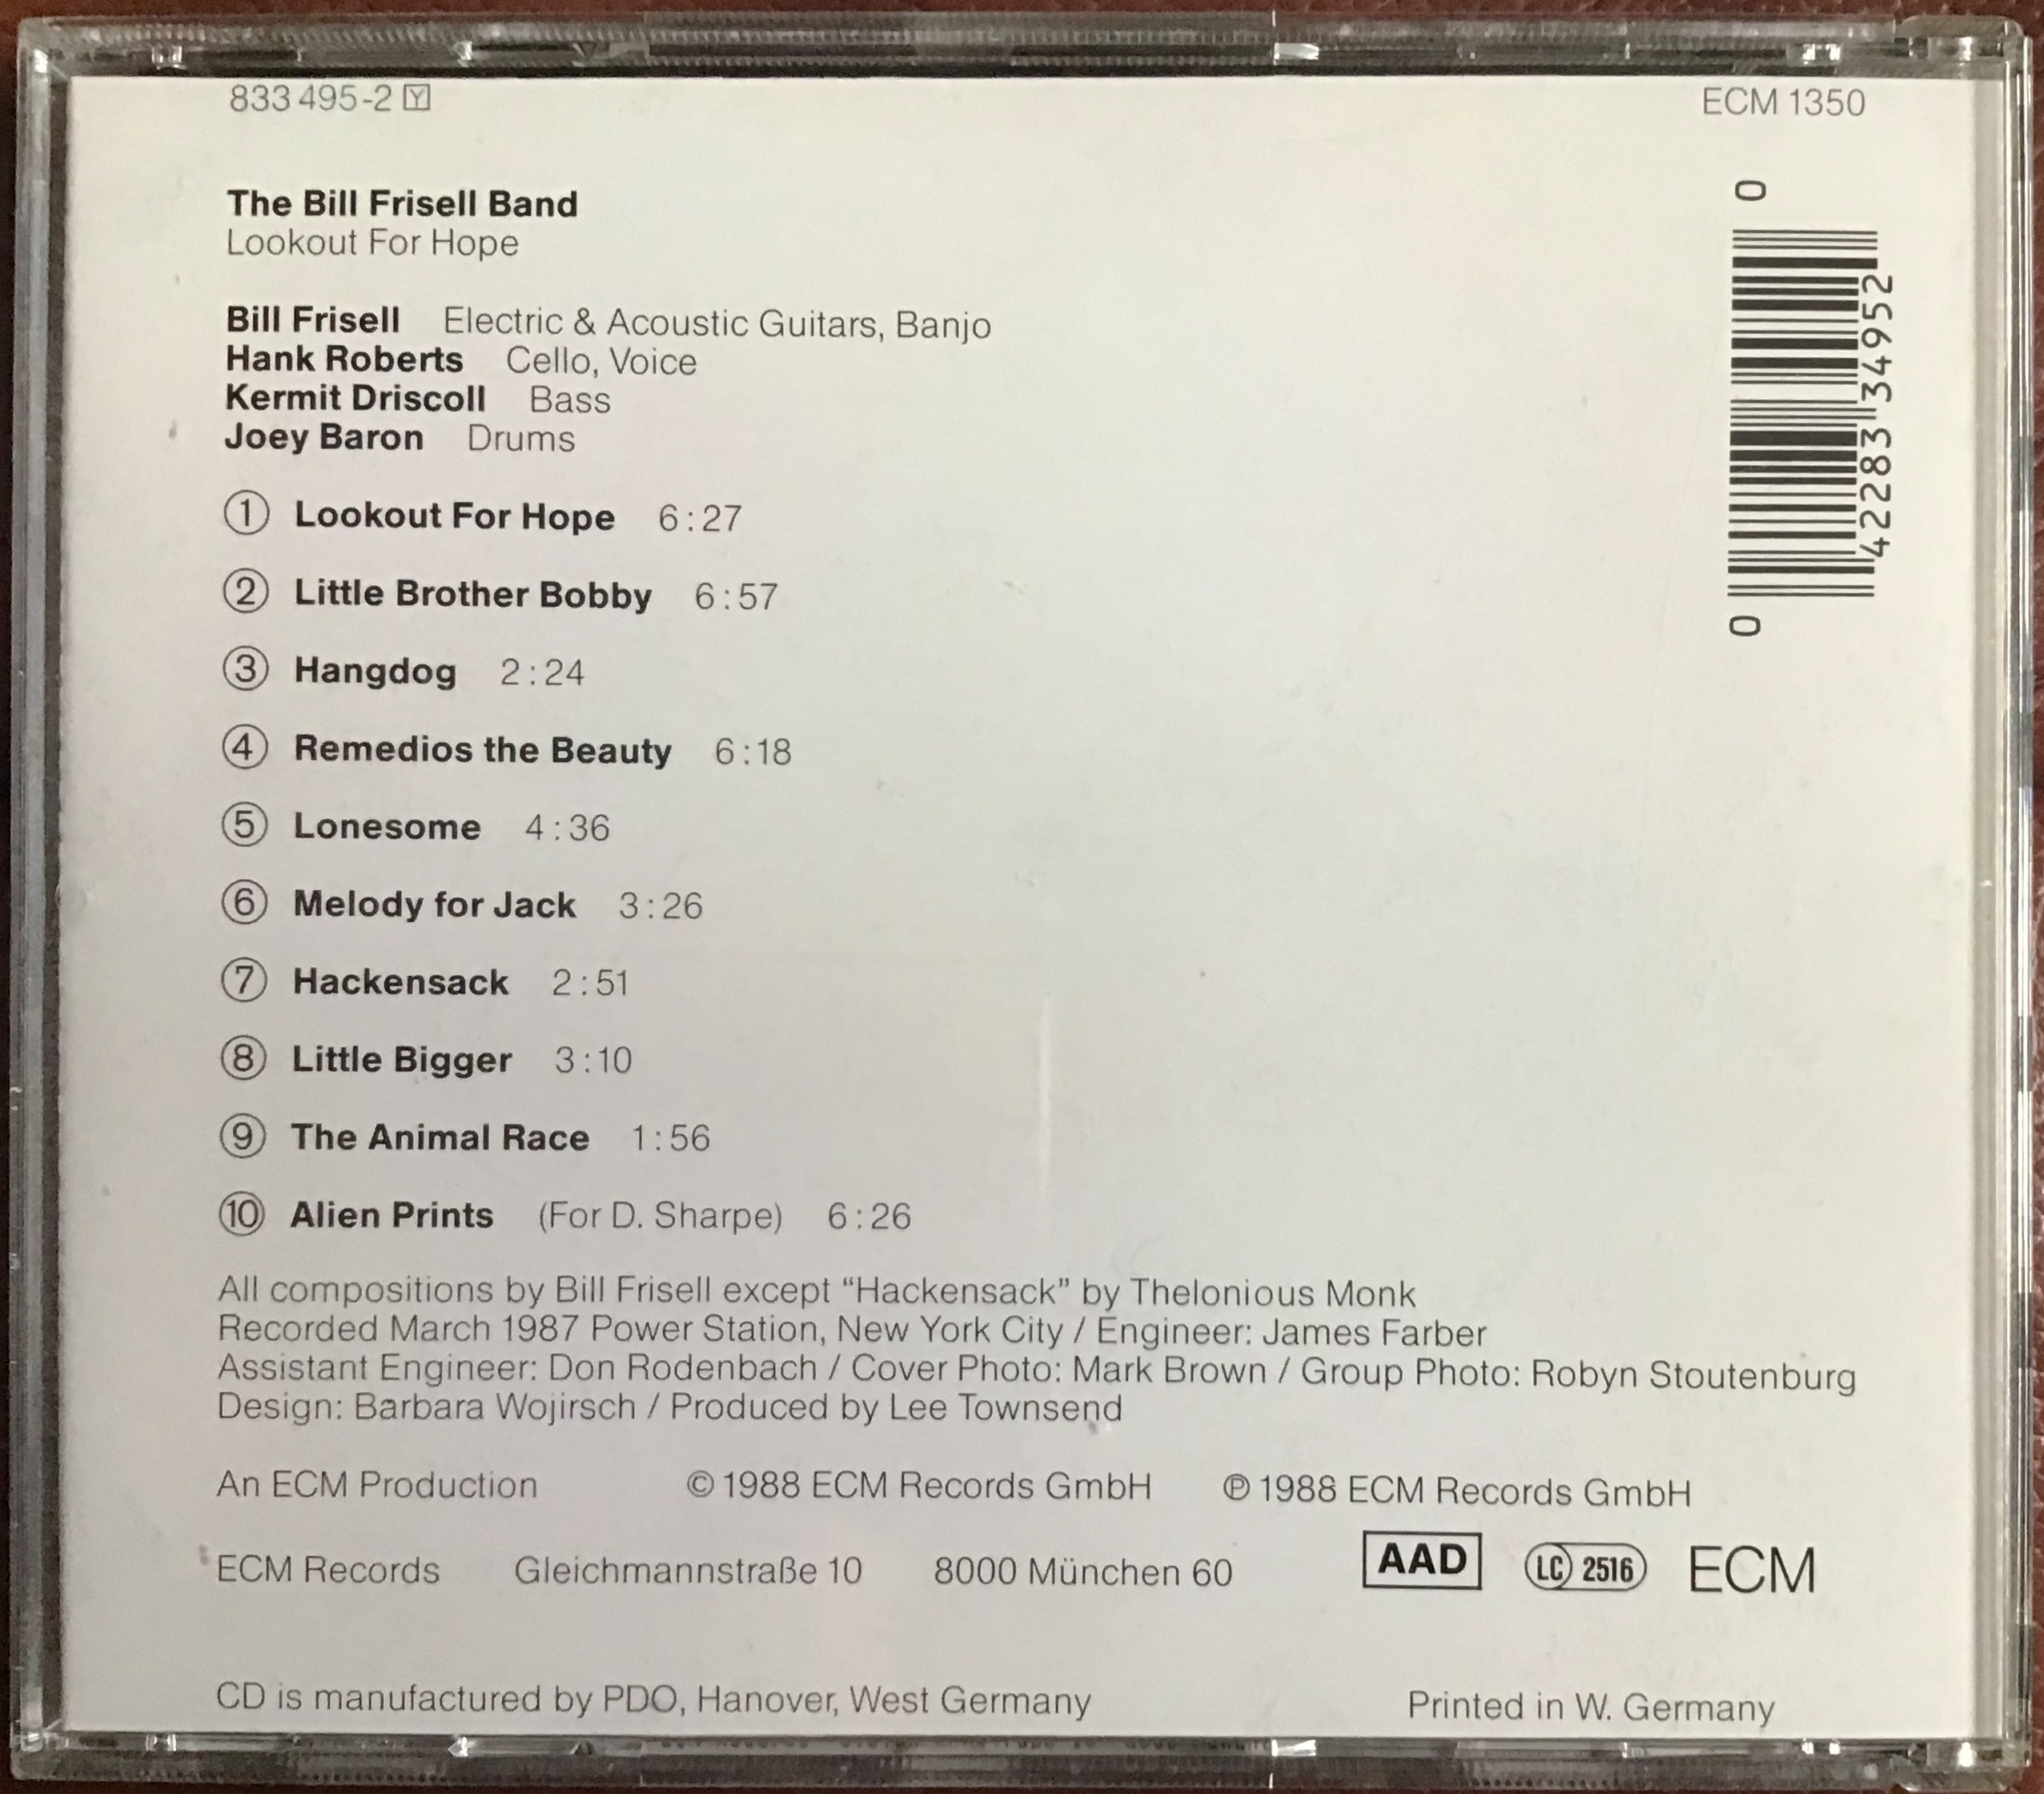 833 495-2 Y
ECM 1350
The Bill Frisell Band
Lookout For Hope
Bill Frisell Electric & Acoustic Guitars, Banjo
Hank Roberts Cello, Voice
Kermit Driscoll Bass
Joey Baron Drums
0 42283 34952 0
① Lookout For Hope 6:27
② Little Brother Bobby 6:57
③ Hangdog 2:24
④ Remedios the Beauty 6:18
⑤ Lonesome 4:36
⑥ Melody for Jack 3:26
⑦ Hackensack 2:51
⑧ Little Bigger 3:10
⑨ The Animal Race 1:56
⑩ Alien Prints (For D. Sharpe) 6:26
All compositions by Bill Frisell except “Hackensack” by Thelonious Monk
Recorded March 1987 Power Station, New York City / Engineer: James Farber
Assistant Engineer: Don Rodenbach / Cover Photo: Mark Brown / Group Photo: Robyn Stoutenburg
Design: Barbara Wojirsch / Produced by Lee Townsend
An ECM Production © 1988 ECM Records GmbH ℗ 1988 ECM Records GmbH
ECM Records Gleichmannstraße 10 8000 München 60 AAD LC 2516 ECM
CD is manufactured by PDO, Hanover, West Germany Printed in W. Germany